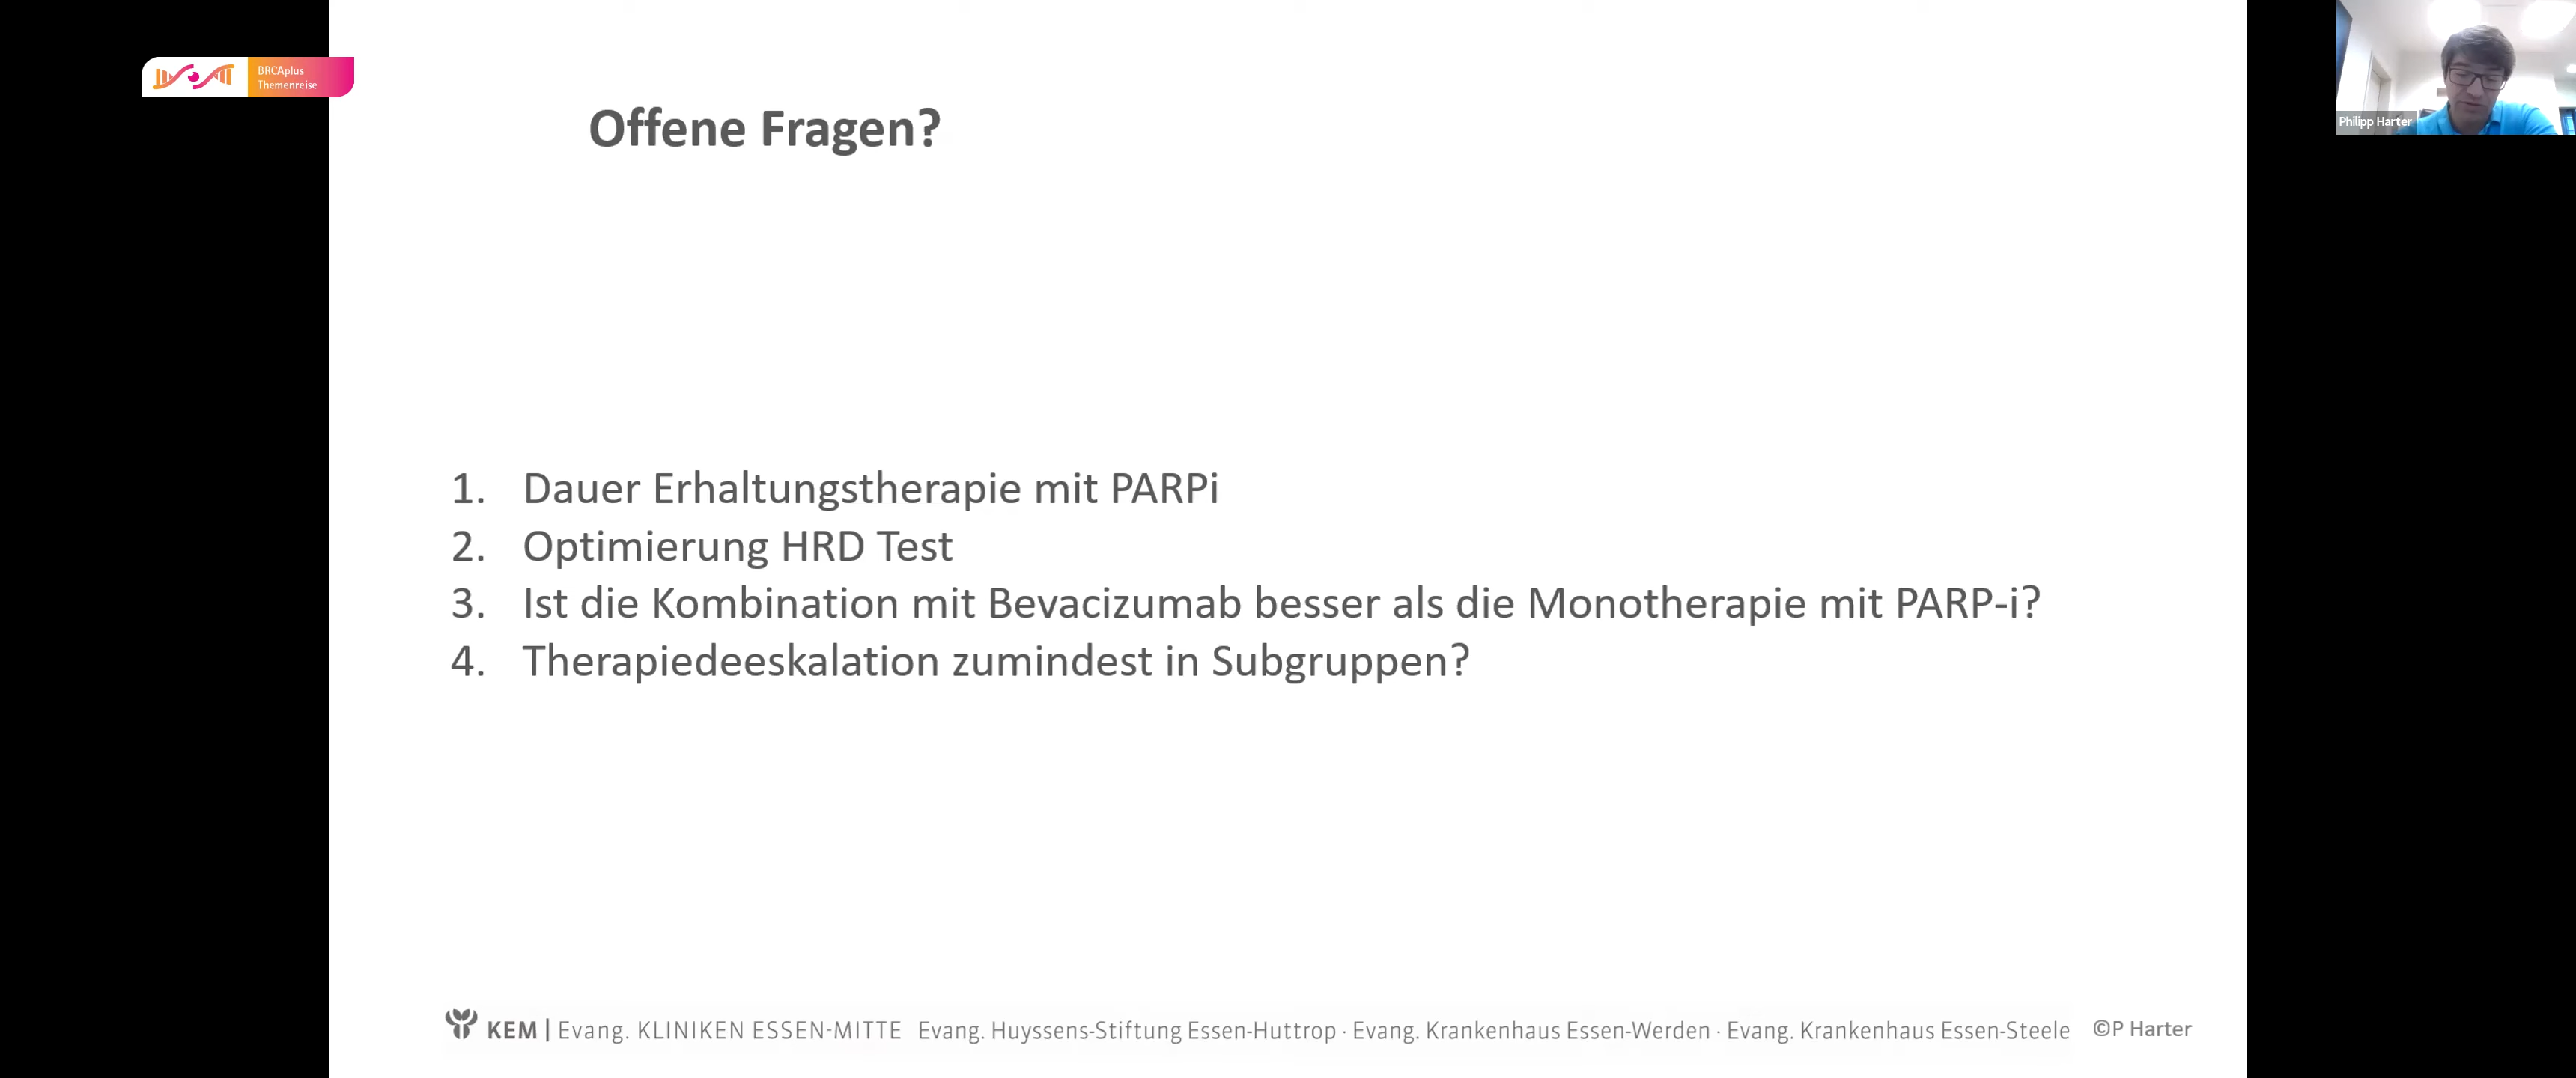 BRCAplus
Themenreise
Philipp Harter
Offene Fragen?
1. Dauer Erhaltungstherapie mit PARPi
2. Optimierung HRD Test
3. Ist die Kombination mit Bevacizumab besser als die Monotherapie mit PARP-i?
4. Therapiedeeskalation zumindest in Subgruppen?
KEM | Evang. KLINIKEN ESSEN-MITTE Evang. Huyssens-Stiftung Essen-Huttrop · Evang. Krankenhaus Essen-Werden · Evang. Krankenhaus Essen-Steele ©P Harter